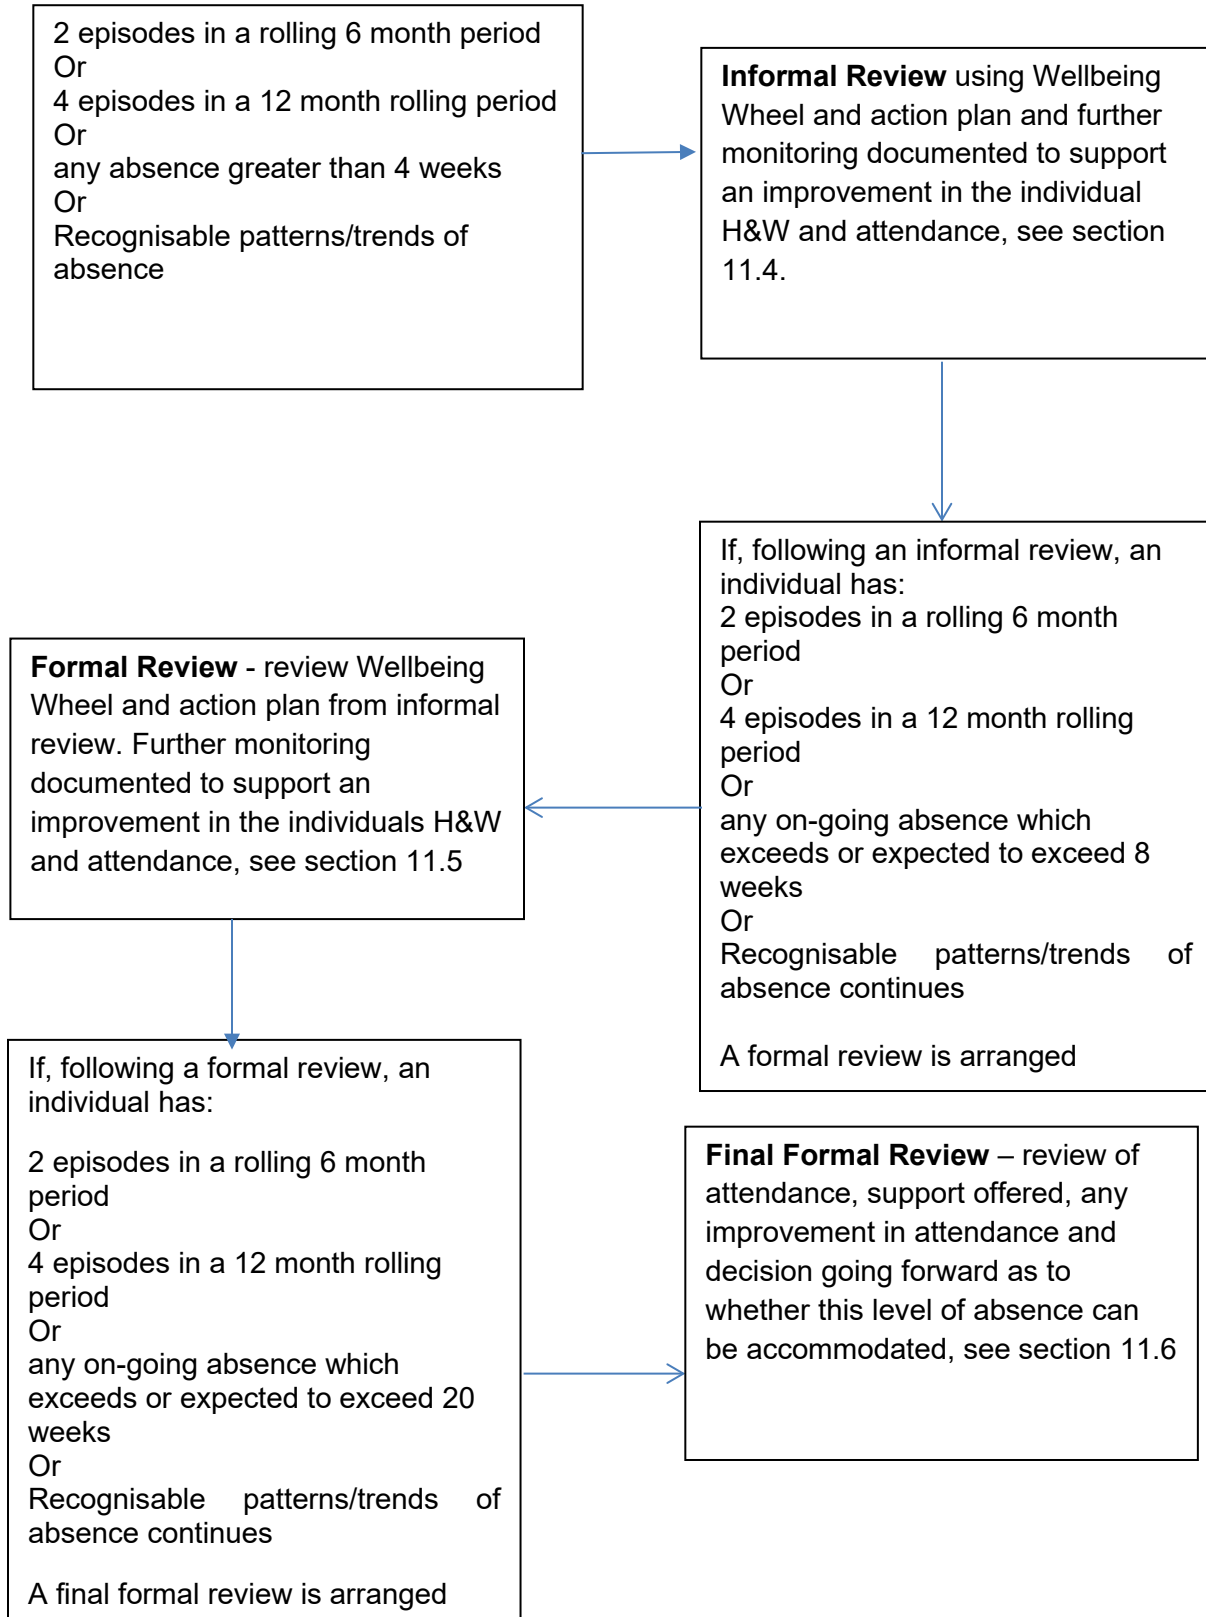 2 episodes in a rolling 6 month period
Or
4 episodes in a 12 month rolling period
Or
any absence greater than 4 weeks
Or
Recognisable patterns/trends of
absence
Informal Review using Wellbeing
Wheel and action plan and further
monitoring documented to support
an improvement in the individual
H&W and attendance, see section
11.4.
If, following an informal review, an
individual has:
2 episodes in a rolling 6 month
period
Or
4 episodes in a 12 month rolling
period
Or
any on-going absence which
exceeds or expected to exceed 8
weeks
Or
Recognisable patterns/trends of
absence continues
A formal review is arranged
Formal Review - review Wellbeing
Wheel and action plan from informal
review. Further monitoring
documented to support an
improvement in the individuals H&W
and attendance, see section 11.5
If, following a formal review, an
individual has:
2 episodes in a rolling 6 month
period
Or
4 episodes in a 12 month rolling
period
Or
any on-going absence which
exceeds or expected to exceed 20
weeks
Or
Recognisable patterns/trends of
absence continues
A final formal review is arranged
Final Formal Review – review of
attendance, support offered, any
improvement in attendance and
decision going forward as to
whether this level of absence can
be accommodated, see section 11.6